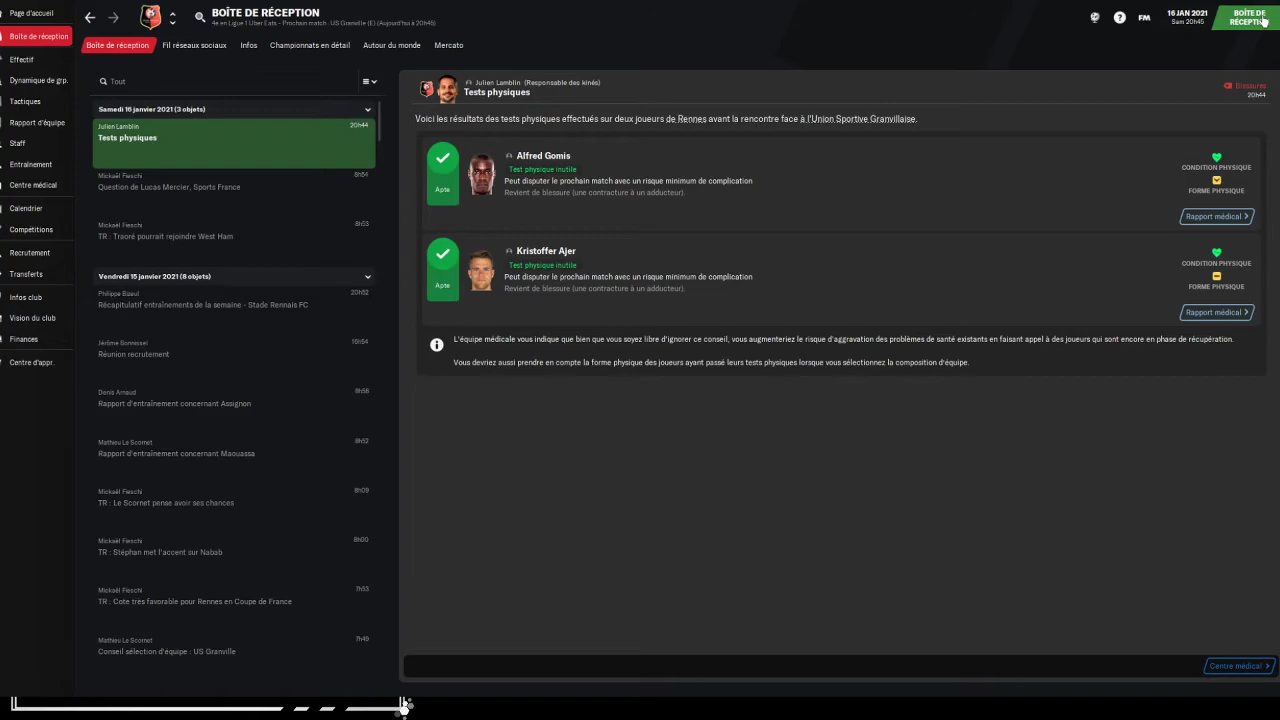 Page d'accueil
Boîte de réception
Effectif
Dynamique de grp.
Tactiques
Rapport d'équipe
Staff
Entraînement
Centre médical
Calendrier
Compétitions
Recrutement
Transferts
Infos club
Vision du club
Finances
Centre d'appr.
BOÎTE DE RÉCEPTION
4e en Ligne 1 Uber Eats - Prochain match : US Granville (E) (Aujourd'hui à 20h45)
FM
16 JAN 2021
Sam 20h45
BOÎTE DE
RÉCEPTION
Boîte de réception
Fil réseaux sociaux
Infos
Championnats en détail
Autour du monde
Mercato
Tout
Samedi 16 janvier 2021 (3 objets)
Julien Lamblin 20h44
Tests physiques
Mickaël Fieschi 8h54
Question de Lucas Mercier, Sports France
Mickaël Fieschi 8h53
TR : Traoré pourrait rejoindre West Ham
Vendredi 15 janvier 2021 (8 objets)
Philippe Bizeul 20h52
Récapitulatif entraînements de la semaine - Stade Rennais FC
Jérôme Bonnissel 16h54
Réunion recrutement
Denis Arnaud 8h58
Rapport d'entraînement concernant Assignon
Mathieu Le Scornet 8h52
Rapport d'entraînement concernant Maouassa
Mickaël Fieschi 8h09
TR : Le Scornet pense avoir ses chances
Mickaël Fieschi 8h00
TR : Stéphan met l'accent sur Nabab
Mickaël Fieschi 7h53
TR : Cote très favorable pour Rennes en Coupe de France
Mathieu Le Scornet 7h49
Conseil sélection d'équipe : US Granville
Julien Lamblin (Responsable des kinés)
Tests physiques
Blessures
20h44
Voici les résultats des tests physiques effectués sur deux joueurs de Rennes avant la rencontre face à l'Union Sportive Granvillaise.
Apte
Alfred Gomis
Test physique inutile
Peut disputer le prochain match avec un risque minimum de complication
Revient de blessure (une contracture à un adducteur).
CONDITION PHYSIQUE
FORME PHYSIQUE
Rapport médical
Apte
Kristoffer Ajer
Test physique inutile
Peut disputer le prochain match avec un risque minimum de complication
Revient de blessure (une contracture à un adducteur).
CONDITION PHYSIQUE
FORME PHYSIQUE
Rapport médical
L'équipe médicale vous indique que bien que vous soyez libre d'ignorer ce conseil, vous augmenteriez le risque d'aggravation des problèmes de santé existants en faisant appel à des joueurs qui sont encore en phase de récupération.
Vous devriez aussi prendre en compte la forme physique des joueurs ayant passé leurs tests physiques lorsque vous sélectionnez la composition d'équipe.
Centre médical